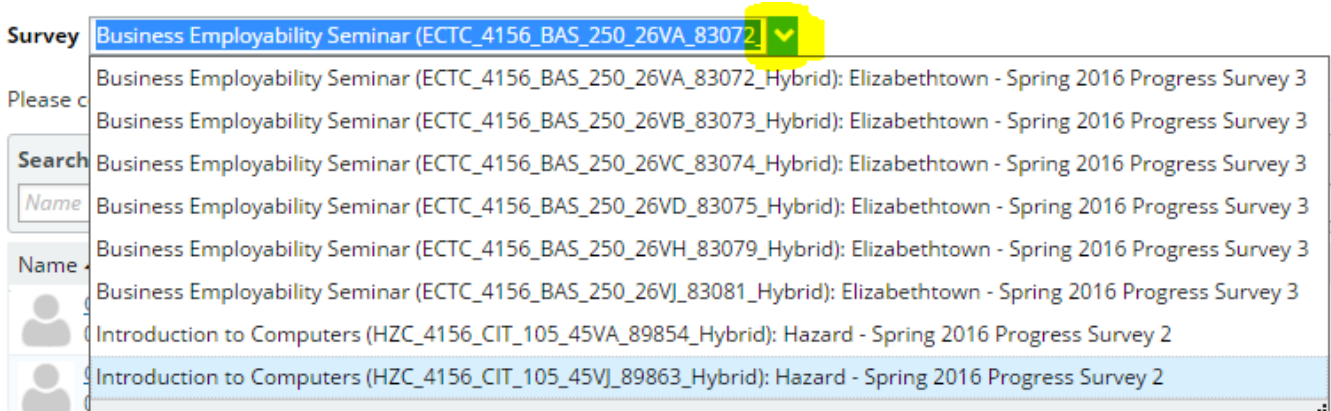 Survey Business Employability Seminar (ECTC_4156_BAS_250_26VA_83072_
Business Employability Seminar (ECTC_4156_BAS_250_26VA_83072_Hybrid): Elizabethtown - Spring 2016 Progress Survey 3
Please c
Business Employability Seminar (ECTC_4156_BAS_250_26VB_83073_Hybrid): Elizabethtown - Spring 2016 Progress Survey 3
Search
Business Employability Seminar (ECTC_4156_BAS_250_26VC_83074_Hybrid): Elizabethtown - Spring 2016 Progress Survey 3
Name
Business Employability Seminar (ECTC_4156_BAS_250_26VD_83075_Hybrid): Elizabethtown - Spring 2016 Progress Survey 3
Business Employability Seminar (ECTC_4156_BAS_250_26VH_83079_Hybrid): Elizabethtown - Spring 2016 Progress Survey 3
Name
Business Employability Seminar (ECTC_4156_BAS_250_26VJ_83081_Hybrid): Elizabethtown - Spring 2016 Progress Survey 3
Introduction to Computers (HZC_4156_CIT_105_45VA_89854_Hybrid): Hazard - Spring 2016 Progress Survey 2
Introduction to Computers (HZC_4156_CIT_105_45VJ_89863_Hybrid): Hazard - Spring 2016 Progress Survey 2